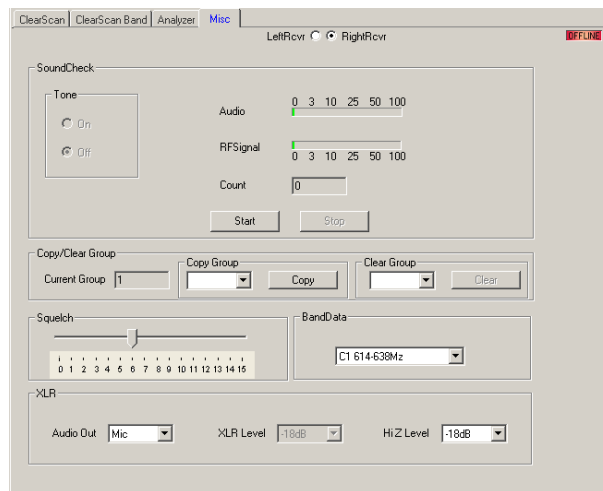 ClearScan ClearScan Band Analyzer Misc
LeftRcvr RightRcvr OFFLINE
SoundCheck
Tone
On
Off
Audio 0 3 10 25 50 100
RFSignal 0 3 10 25 50 100
Count 0
Start Stop
Copy/Clear Group
Current Group 1
Copy Group
Copy
Clear Group
Clear
Squelch
0 1 2 3 4 5 6 7 8 9 10 11 12 13 14 15
BandData
C1 614-638Mz
XLR
Audio Out Mic XLR Level -18dB HiZ Level -18dB